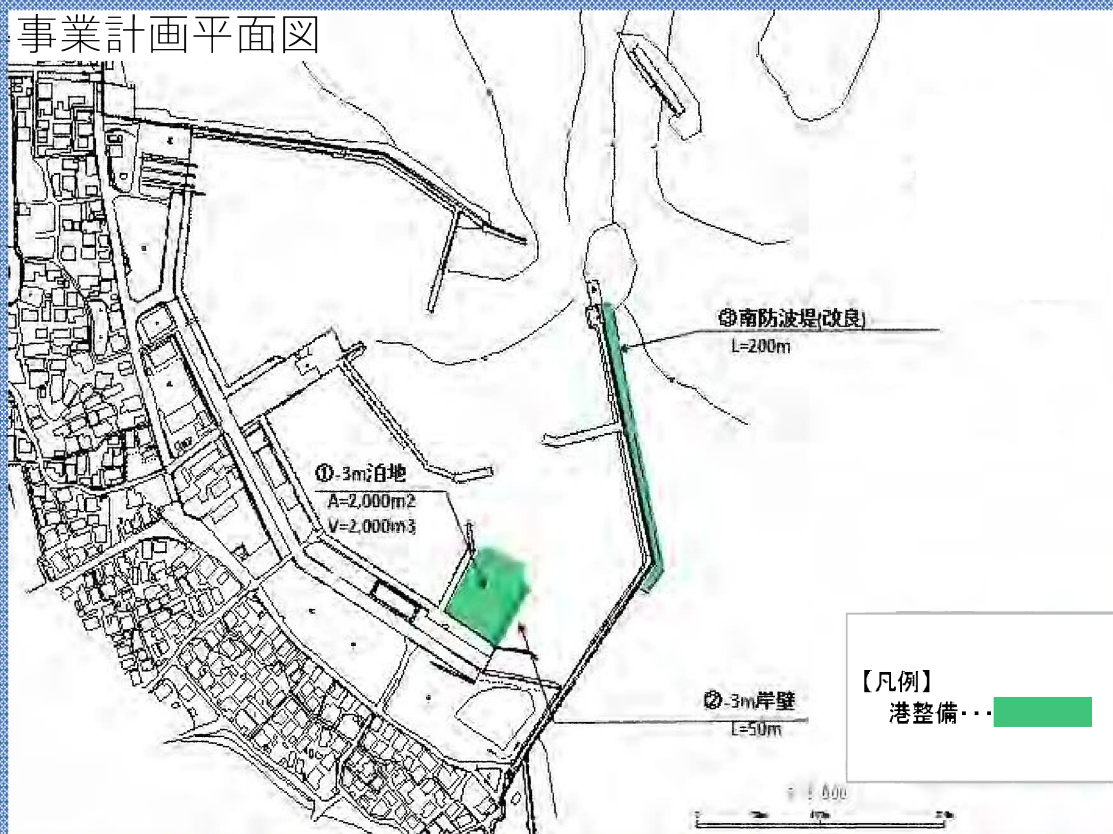 事業計画平面図
③南防波堤(改良)
L=200m
①-3m泊地
A=2,000m2
V=2,000m3
②-3m岸壁
L=50m
【凡例】
港整備・・・